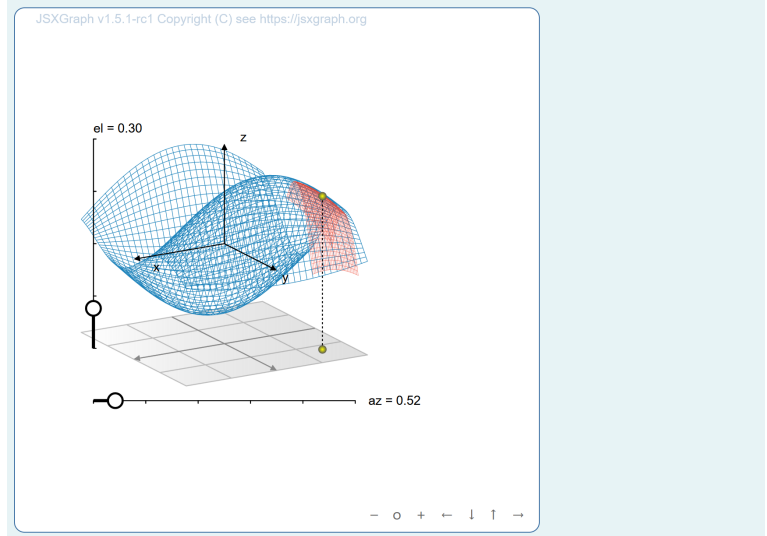 JSXGraph v1.5.1-rc1 Copyright (C) see https://jsxgraph.org
el = 0.30
z
x
y
az = 0.52
− o + ← ↓ ↑ →